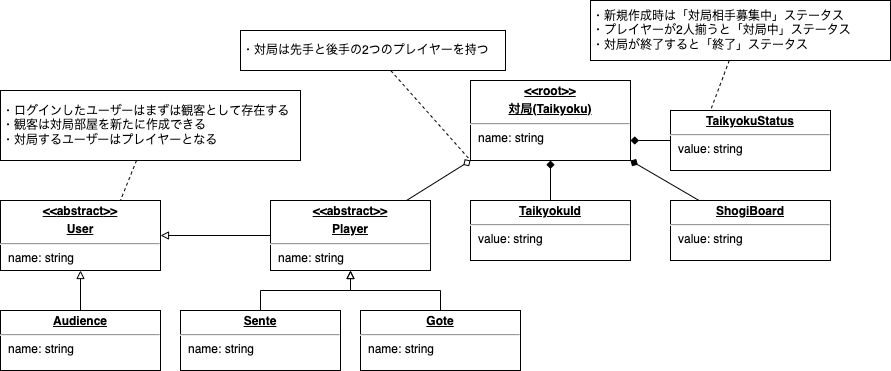 ・新規作成時は「対局相手募集中」ステータス
・プレイヤーが2人揃うと「対局中」ステータス
・対局が終了すると「終了」ステータス
・対局は先手と後手の2つのプレイヤーを持つ
・ログインしたユーザーはまずは観客として存在する
・観客は対局部屋を新たに作成できる
・対局するユーザーはプレイヤーとなる
<<root>>
対局(Taikyoku)
name: string
TaikyokuStatus
value: string
<<abstract>>
User
name: string
<<abstract>>
Player
name: string
TaikyokuId
value: string
ShogiBoard
value: string
Audience
name: string
Sente
name: string
Gote
name: string